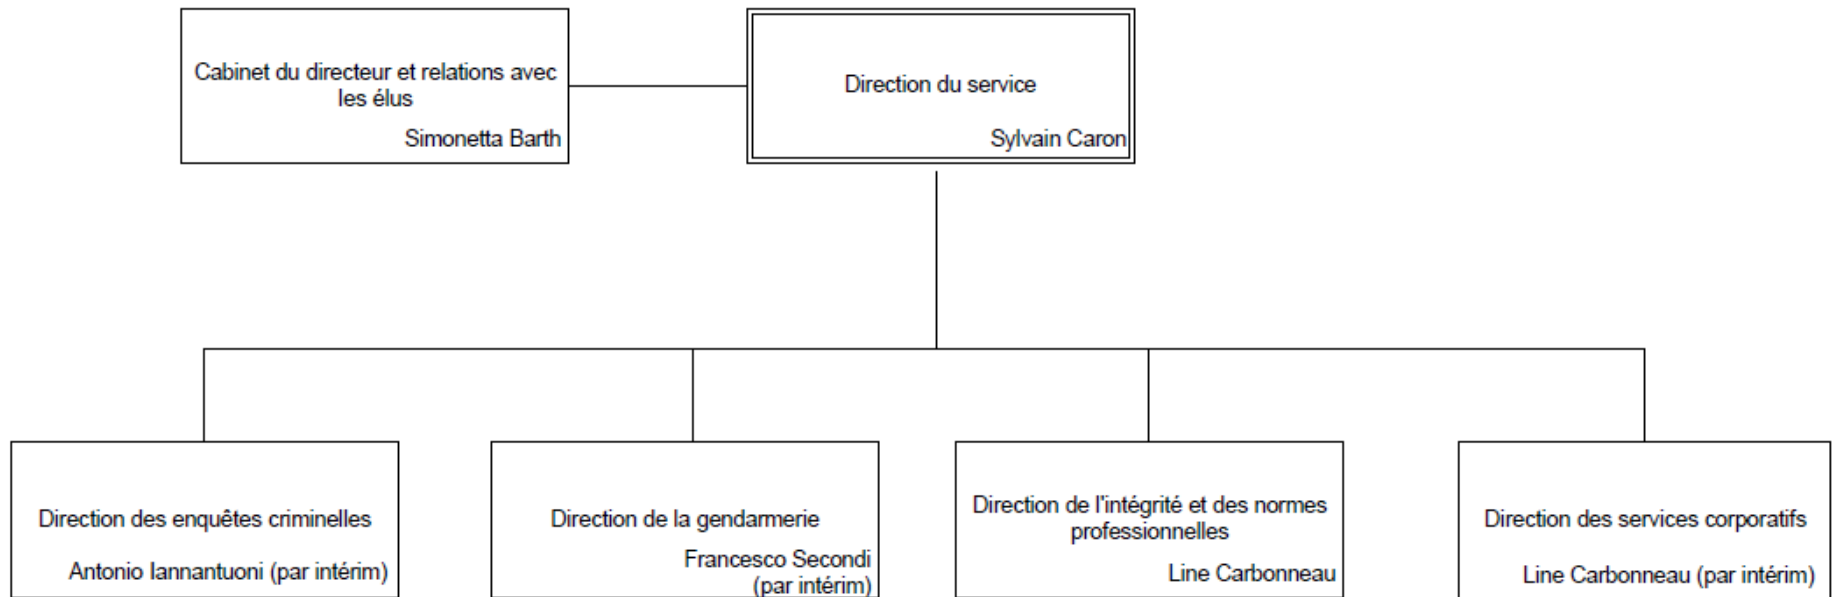 Cabinet du directeur et relations avec
les élus
Simonetta Barth
Direction du service
Sylvain Caron
Direction des enquêtes criminelles
Antonio Iannantuoni (par intérim)
Direction de la gendarmerie
Francesco Secondi
(par intérim)
Direction de l'intégrité et des normes
professionnelles
Line Carbonneau
Direction des services corporatifs
Line Carbonneau (par intérim)